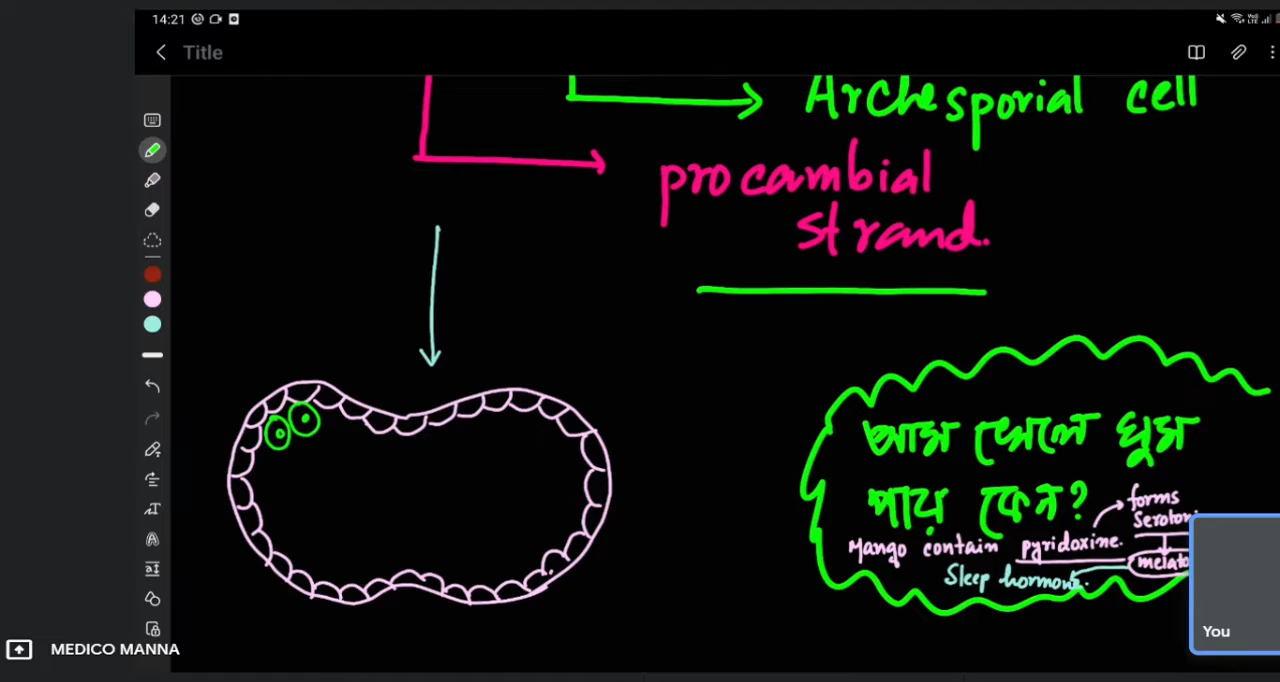 14:21
Title
Archesporial cell
procambial
strand.
আম খেলে ঘুম
পায় কেন?
forms
Mango contain pyridoxine.
Sleep hormone.
You
MEDICO MANNA